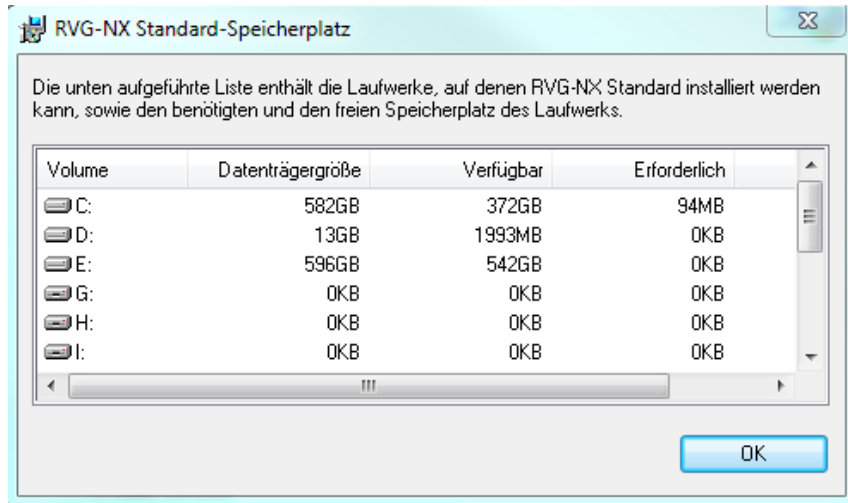 RVG-NX Standard-Speicherplatz
Die unten aufgeführte Liste enthält die Laufwerke, auf denen RVG-NX Standard installiert werden
kann, sowie den benötigten und den freien Speicherplatz des Laufwerks.
Volume Datenträgergröße Verfügbar Erforderlich
C: 582GB 372GB 94MB
D: 13GB 1993MB 0KB
E: 596GB 542GB 0KB
G: 0KB 0KB 0KB
H: 0KB 0KB 0KB
I: 0KB 0KB 0KB
OK